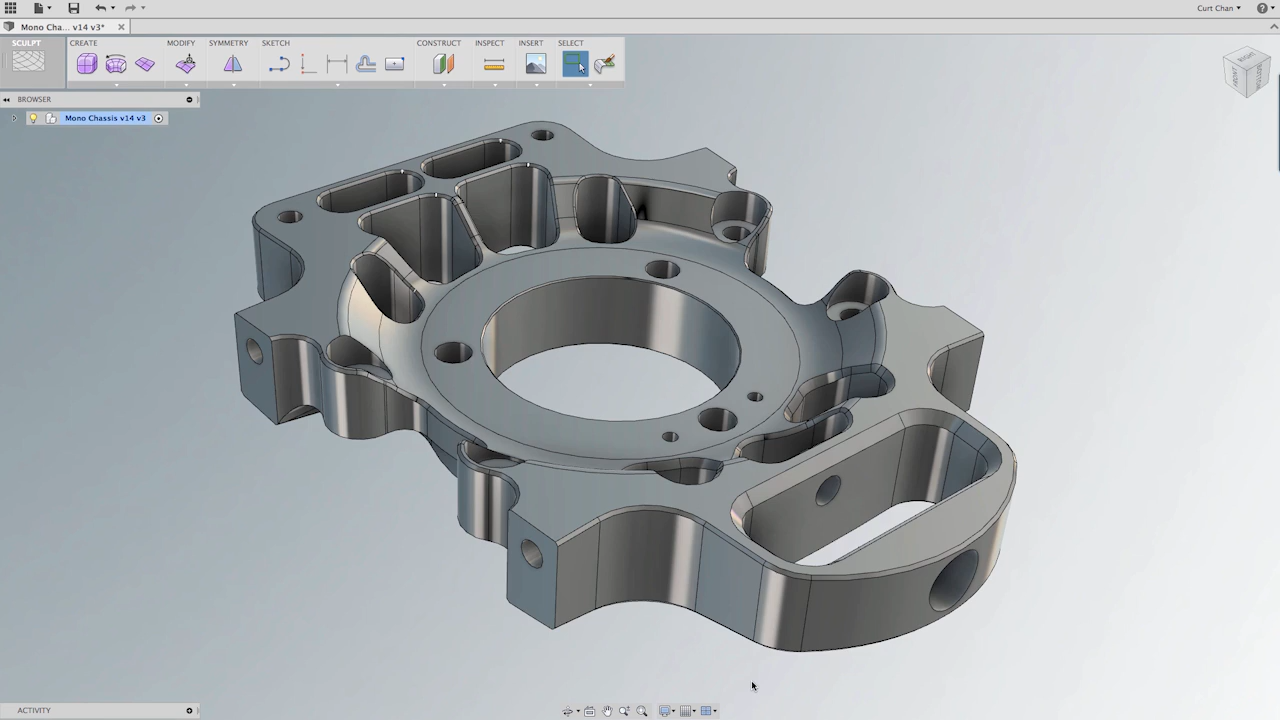 Curt Chan
Mono Cha... v14 v3*
SCULPT
CREATE
MODIFY
SYMMETRY
SKETCH
CONSTRUCT
INSPECT
INSERT
SELECT
BROWSER
Mono Chassis v14 v3
ACTIVITY